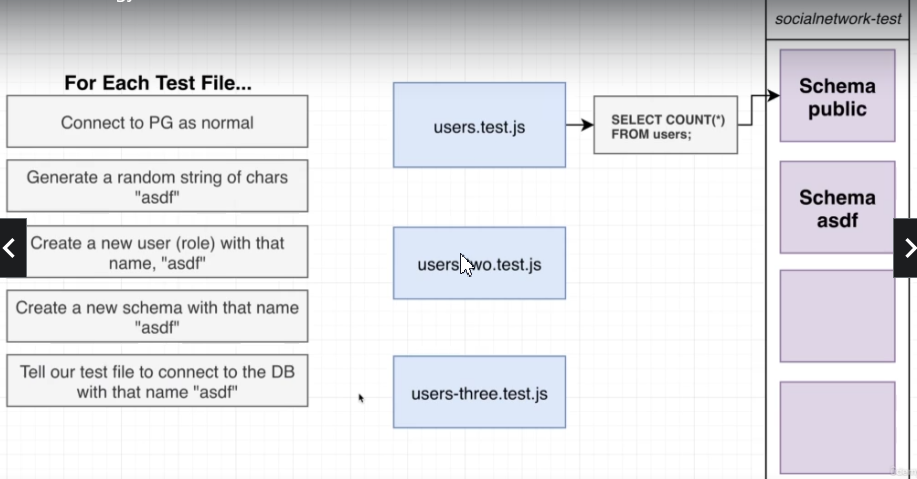 socialnetwork-test
For Each Test File...
Connect to PG as normal
Generate a random string of chars
"asdf"
Create a new user (role) with that
name, "asdf"
Create a new schema with that name
"asdf"
Tell our test file to connect to the DB
with that name "asdf"
users.test.js
SELECT COUNT(*)
FROM users;
users wo.test.js
users-three.test.js
Schema
public
Schema
asdf